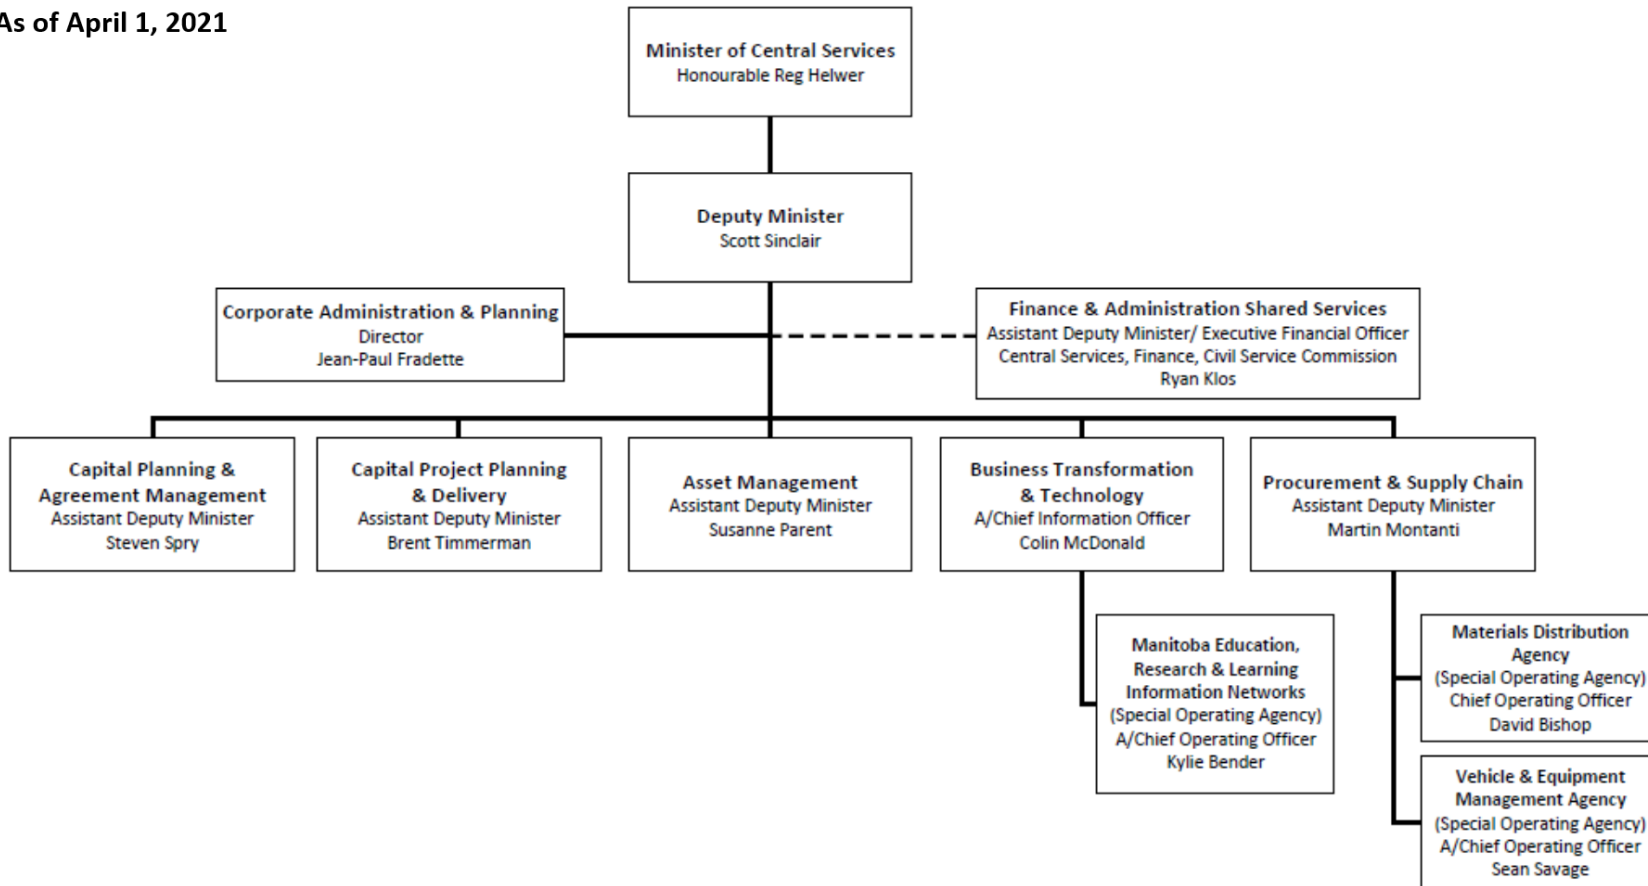 As of April 1, 2021
Minister of Central Services
Honourable Reg Helwer
Deputy Minister
Scott Sinclair
Corporate Administration & Planning
Director
Jean-Paul Fradette
Finance & Administration Shared Services
Assistant Deputy Minister/ Executive Financial Officer
Central Services, Finance, Civil Service Commission
Ryan Klos
Capital Planning &
Agreement Management
Assistant Deputy Minister
Steven Spry
Capital Project Planning
& Delivery
Assistant Deputy Minister
Brent Timmerman
Asset Management
Assistant Deputy Minister
Susanne Parent
Business Transformation
& Technology
A/Chief Information Officer
Colin McDonald
Procurement & Supply Chain
Assistant Deputy Minister
Martin Montanti
Manitoba Education,
Research & Learning
Information Networks
(Special Operating Agency)
A/Chief Operating Officer
Kylie Bender
Materials Distribution
Agency
(Special Operating Agency)
Chief Operating Officer
David Bishop
Vehicle & Equipment
Management Agency
(Special Operating Agency)
A/Chief Operating Officer
Sean Savage